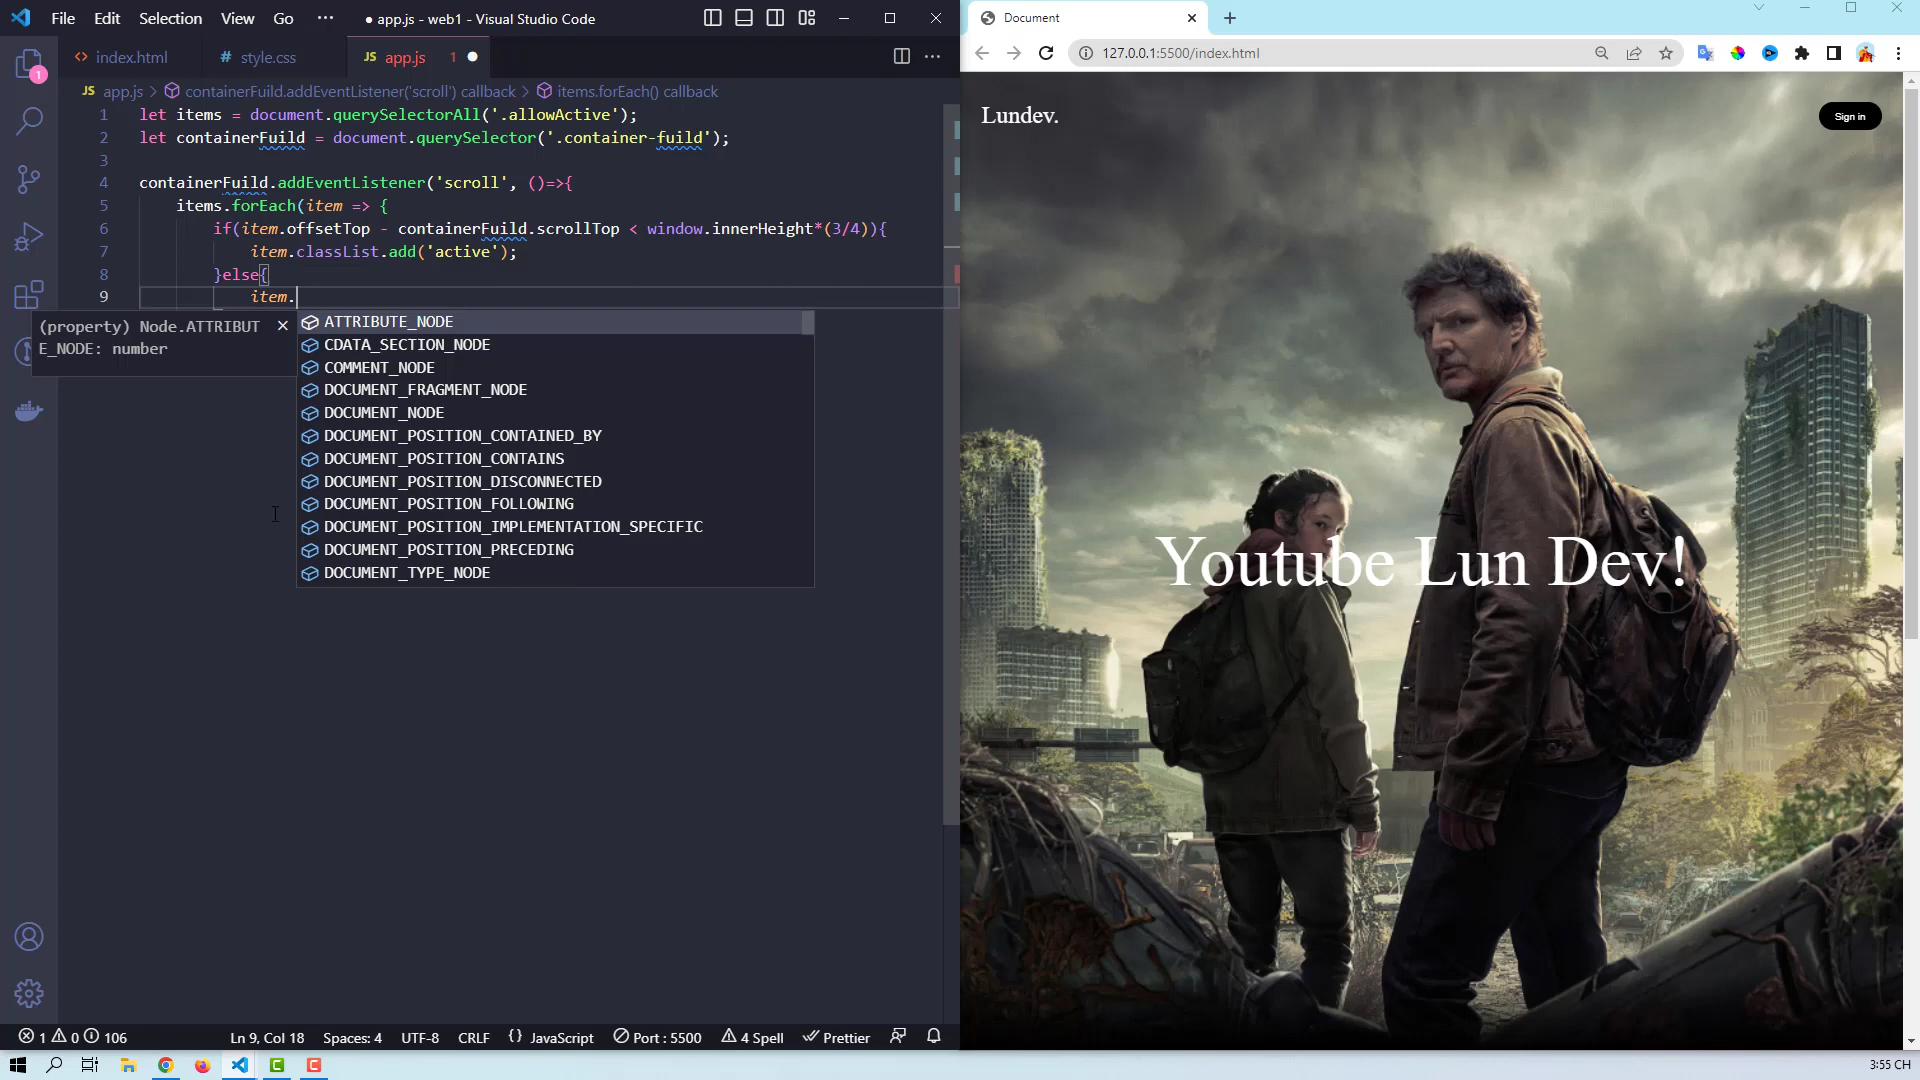 File Edit Selection View Go ··· ● app.js - web1 - Visual Studio Code
<> index.html # style.css JS app.js 1 ●
JS app.js > containerFuild.addEventListener('scroll') callback > items.forEach() callback
1 let items = document.querySelectorAll('.allowActive');
2 let containerFuild = document.querySelector('.container-fuild');
3
4 containerFuild.addEventListener('scroll', ()=>{
5 items.forEach(item => {
6 if(item.offsetTop - containerFuild.scrollTop < window.innerHeight*(3/4)){
7 item.classList.add('active');
8 }else{
9 item.
(property) Node.ATTRIBUT
E_NODE: number
ATTRIBUTE_NODE
CDATA_SECTION_NODE
COMMENT_NODE
DOCUMENT_FRAGMENT_NODE
DOCUMENT_NODE
DOCUMENT_POSITION_CONTAINED_BY
DOCUMENT_POSITION_CONTAINS
DOCUMENT_POSITION_DISCONNECTED
DOCUMENT_POSITION_FOLLOWING
DOCUMENT_POSITION_IMPLEMENTATION_SPECIFIC
DOCUMENT_POSITION_PRECEDING
DOCUMENT_TYPE_NODE
1
1 0 106 Ln 9, Col 18 Spaces: 4 UTF-8 CRLF {} JavaScript Port : 5500 4 Spell Prettier
Document
127.0.0.1:5500/index.html
Lundev.
Sign in
Youtube Lun Dev!
3:55 CH